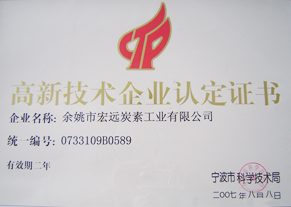 CTP
高新技术企业认定证书
企业名称: 余姚市宏远炭素工业有限公司
统一编号: 0733109B0589
有效期二年
宁波市科学技术局
二00七年八月八日